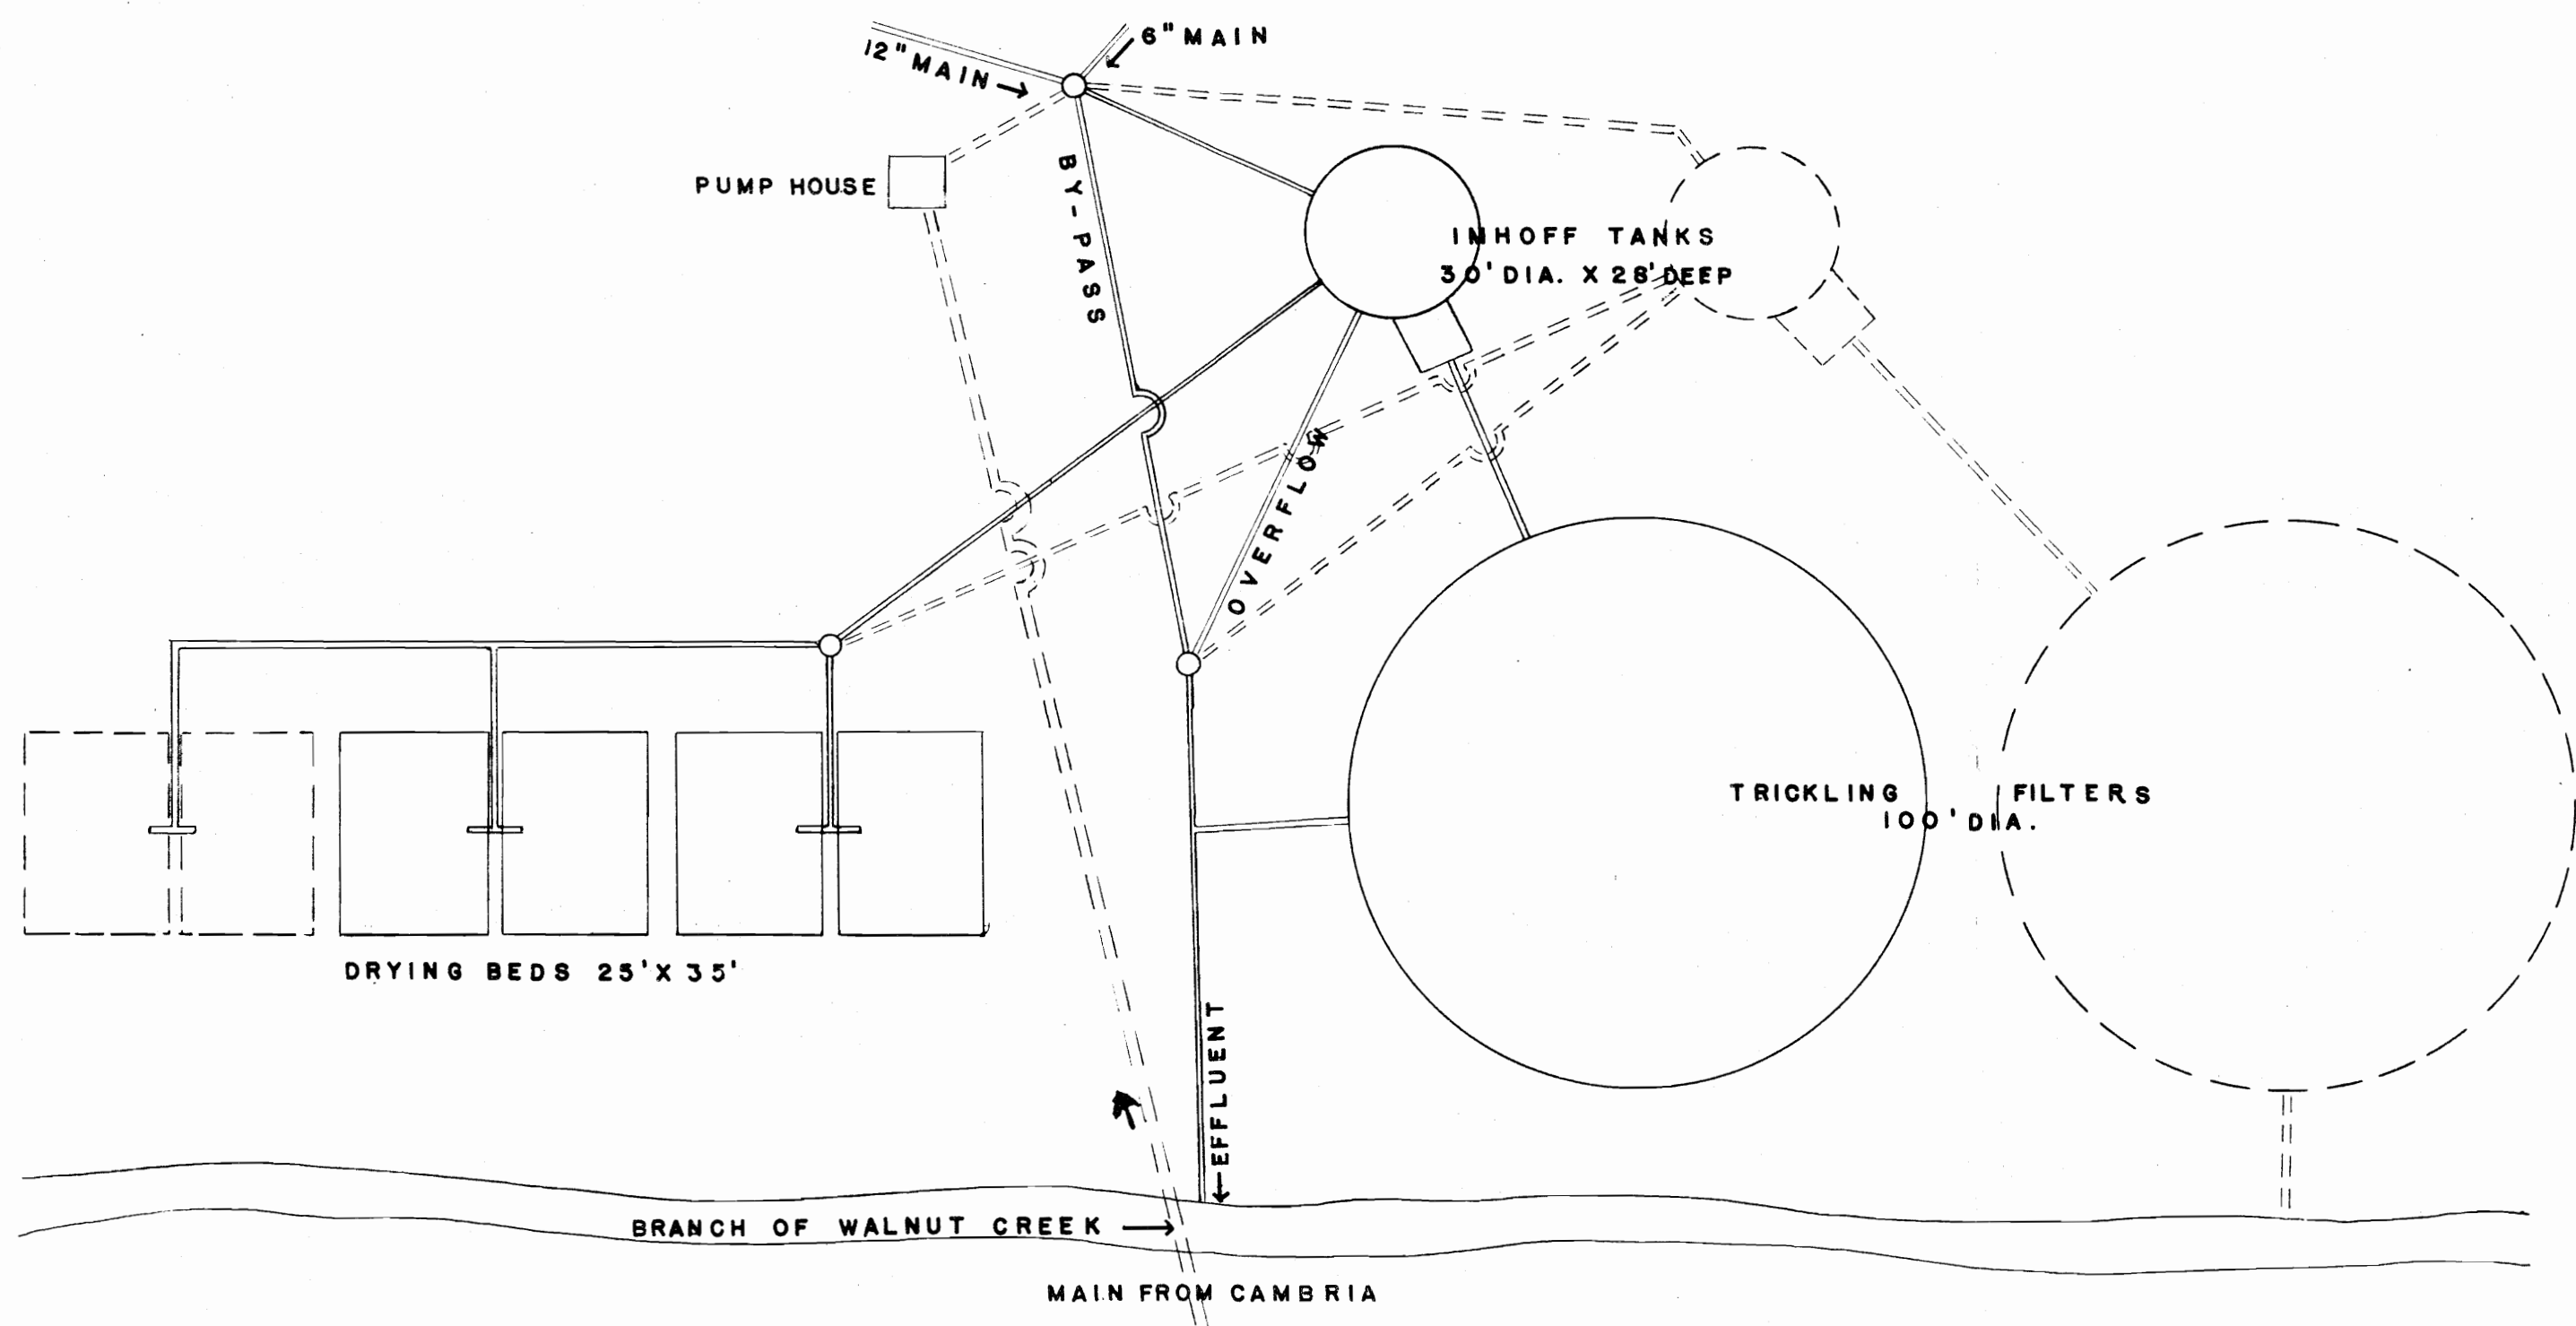 6" MAIN
12" MAIN
BY-PASS
PUMP HOUSE
IMHOFF TANKS
30' DIA. X 28' DEEP
OVERFLOW
TRICKLING FILTERS
100' DIA.
DRYING BEDS 25' X 35'
EFFLUENT
BRANCH OF WALNUT CREEK
MAIN FROM CAMBRIA